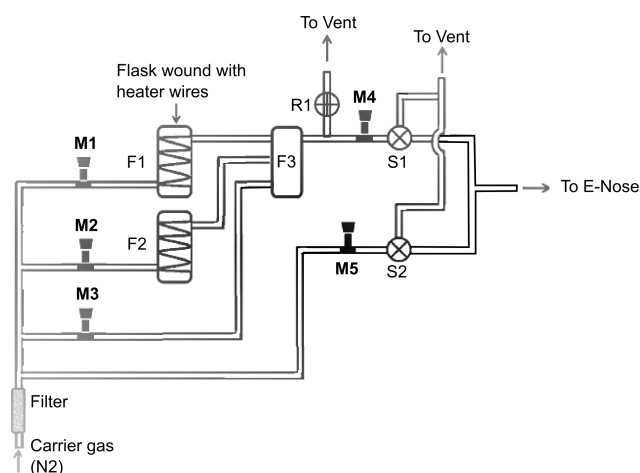 To Vent
To Vent
Flask wound with
heater wires
R1
M4
M1
F1
F3
S1
To E-Nose
M2
F2
M5
S2
M3
Filter
Carrier gas
(N2)